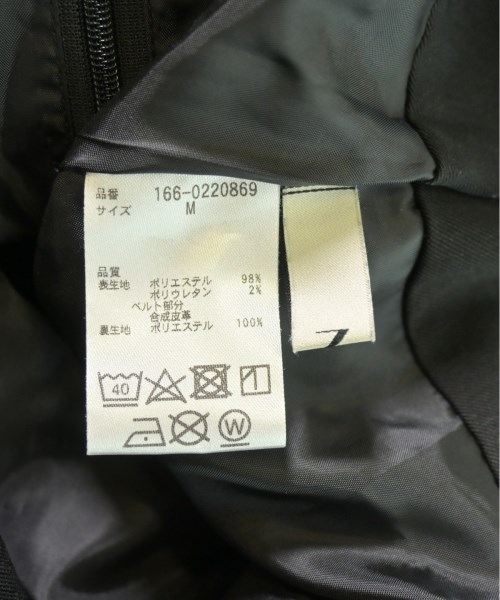 品番 166-0220869
サイズ M
品質
表生地 ポリエステル 98%
ポリウレタン 2%
ベルト部分
合成皮革
裏生地 ポリエステル 100%
40
W
7